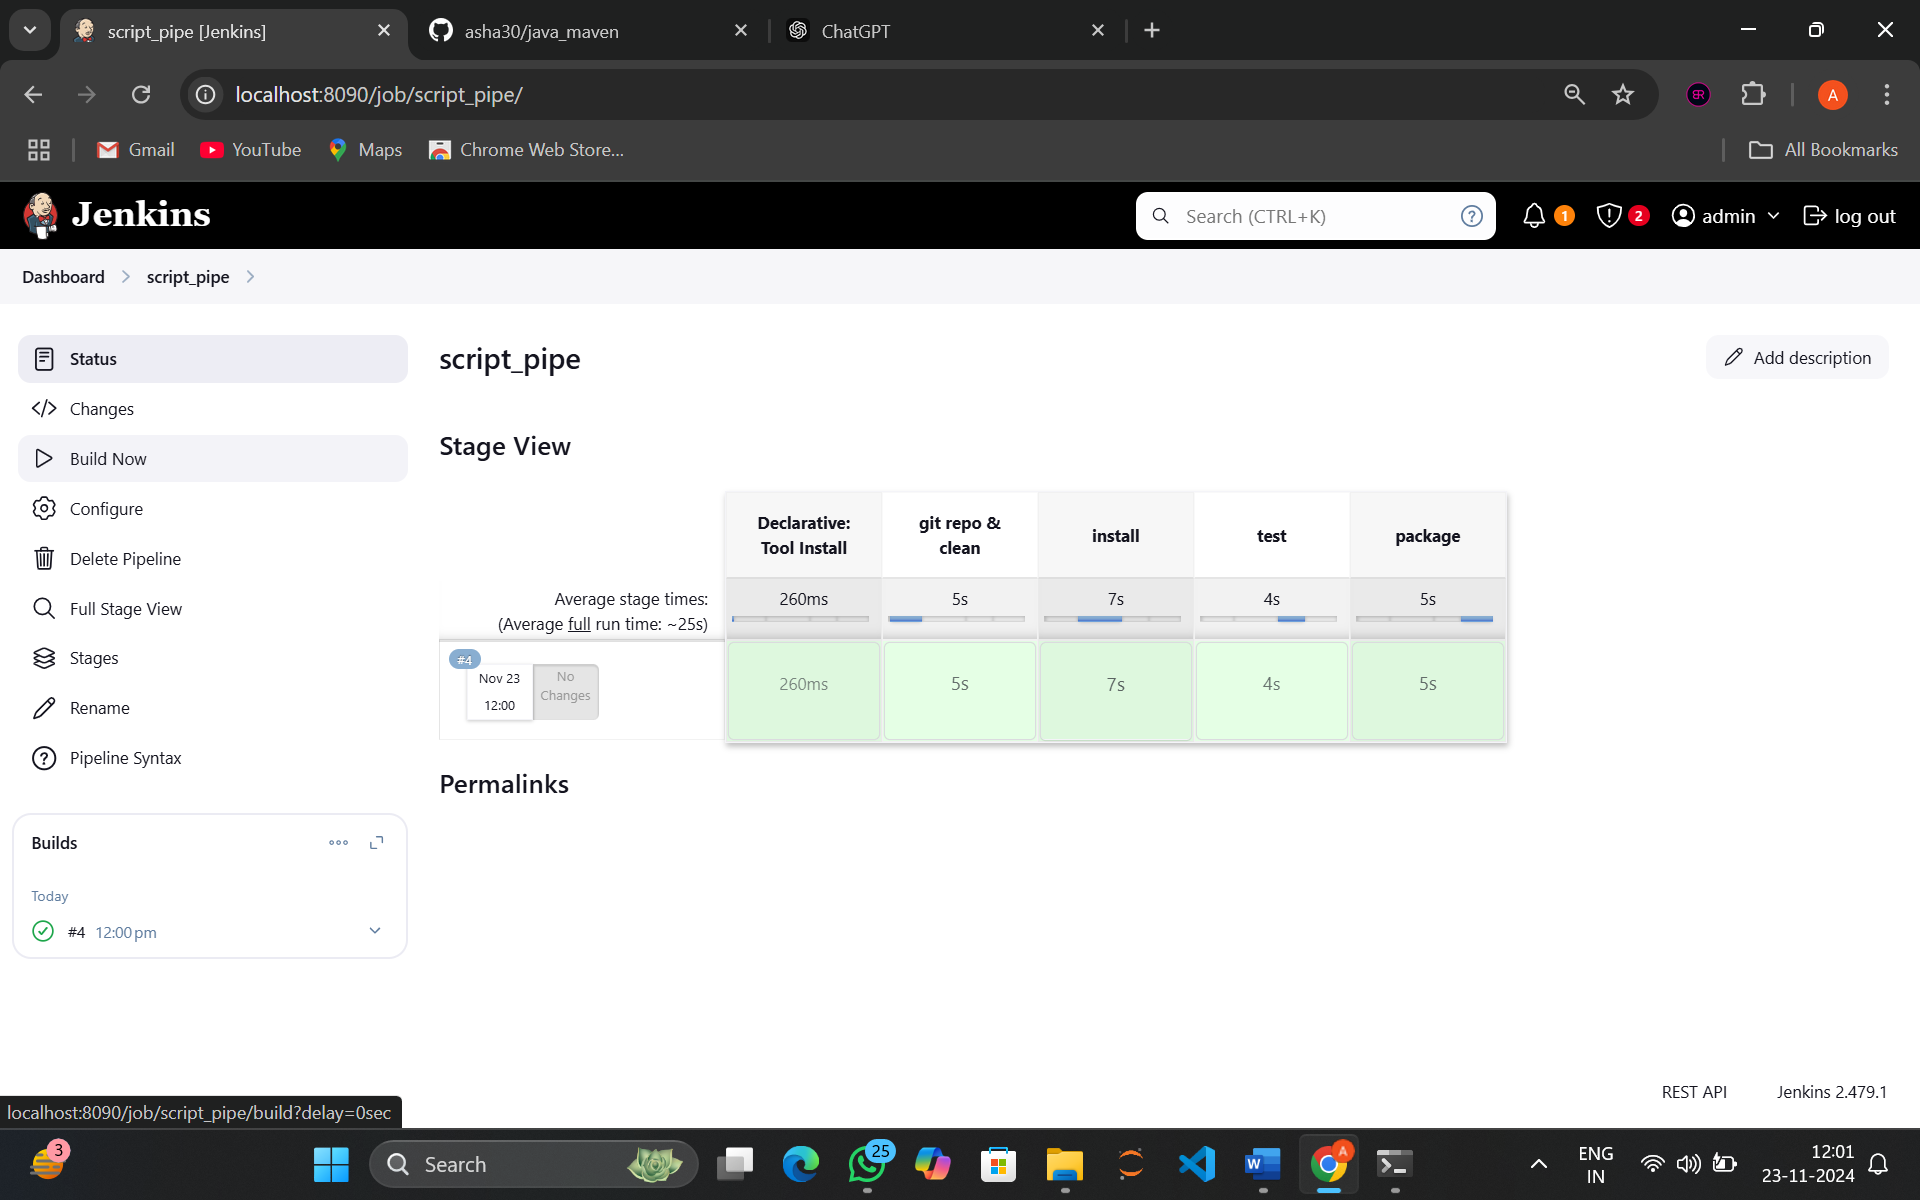 script_pipe [Jenkins]
asha30/java_maven
ChatGPT
localhost:8090/job/script_pipe/
BR
A
Gmail
YouTube
Maps
Chrome Web Store...
All Bookmarks
Jenkins
Search (CTRL+K)
?
1
2
admin
log out
Dashboard
script_pipe
Status
Changes
Build Now
Configure
Delete Pipeline
Full Stage View
Stages
Rename
Pipeline Syntax
Builds
Today
#4 12:00 pm
script_pipe
Add description
Stage View
Declarative: Tool Install
git repo & clean
install
test
package
Average stage times:
(Average full run time: ~25s)
260ms
5s
7s
4s
5s
#4
Nov 23
12:00
No Changes
260ms
5s
7s
4s
5s
Permalinks
REST API
Jenkins 2.479.1
localhost:8090/job/script_pipe/build?delay=0sec
3
Search
25
A
ENG
IN
12:01
23-11-2024